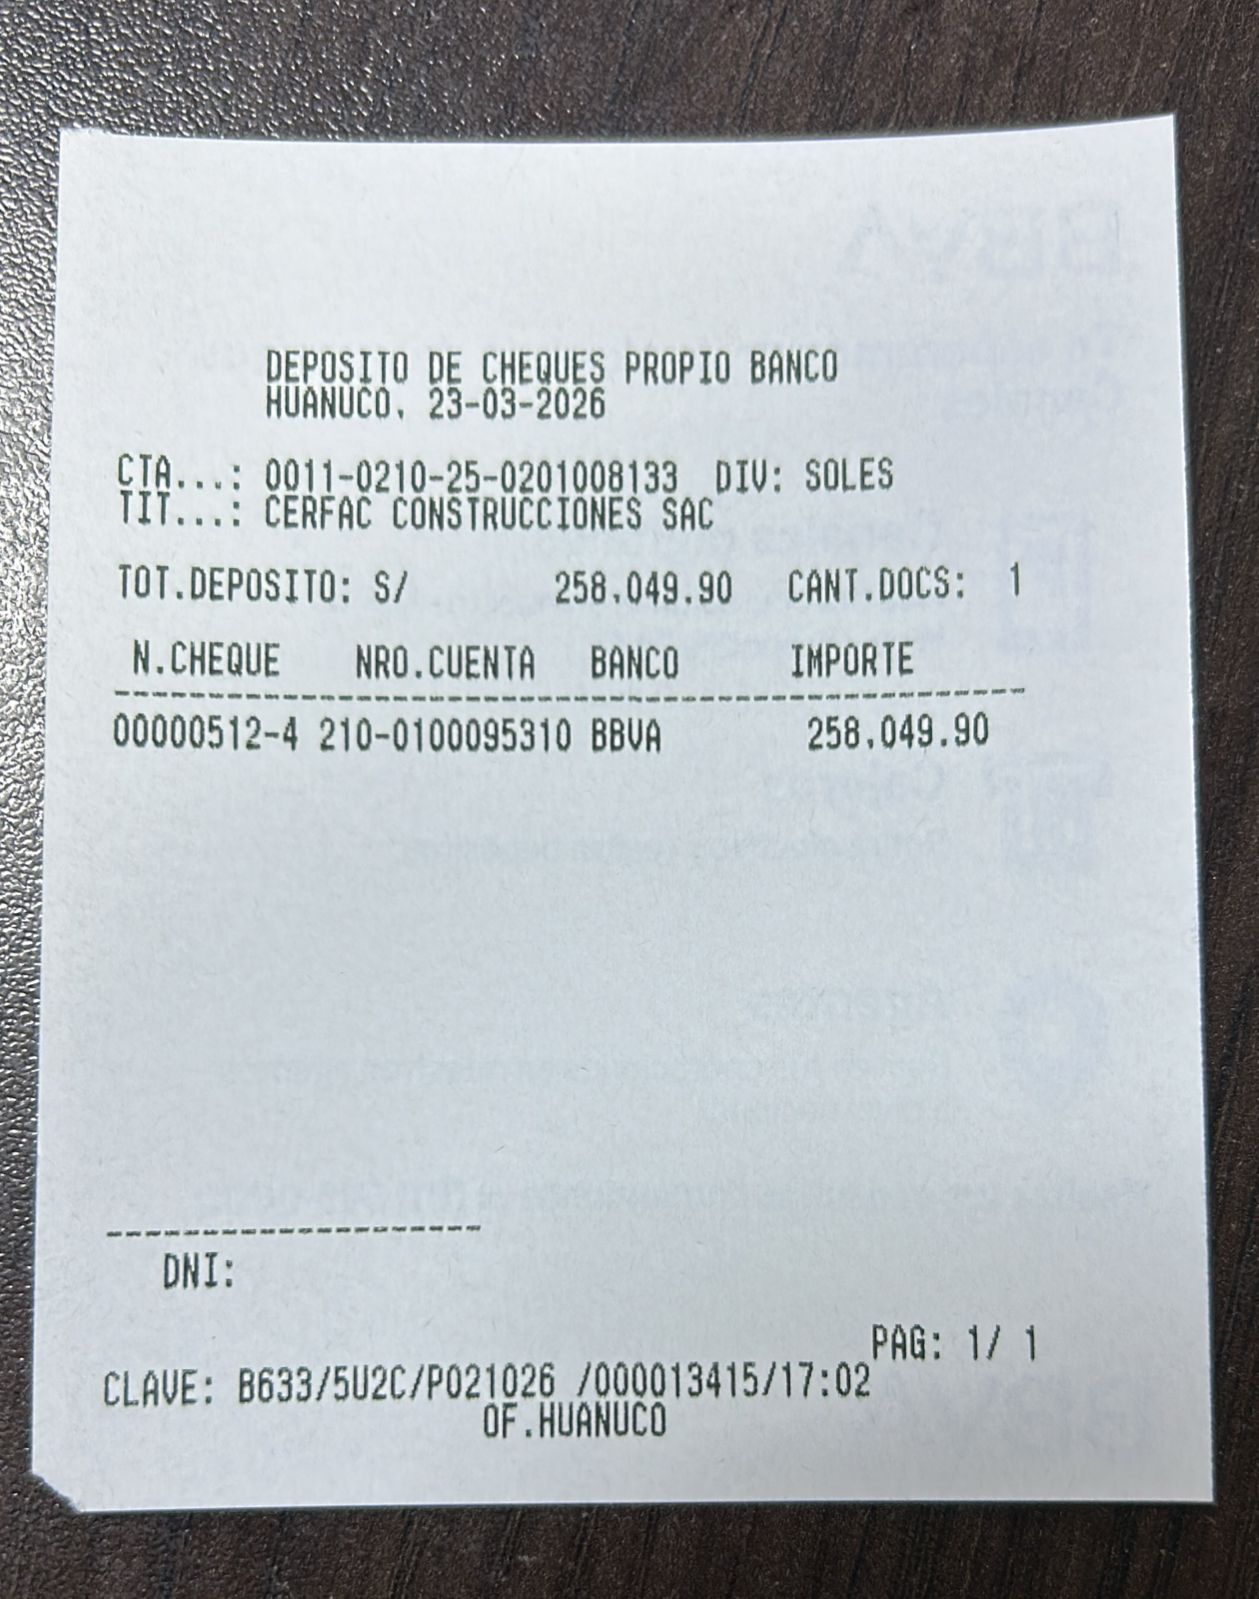 DEPOSITO DE CHEQUES PROPIO BANCO
HUANUCO, 23-03-2026
CTA...: 0011-0210-25-0201008133 DIV: SOLES
TIT...: CERFAC CONSTRUCCIONES SAC
TOT.DEPOSITO: S/ 258,049.90 CANT.DOCS: 1
N.CHEQUE NRO.CUENTA BANCO IMPORTE
00000512-4 210-0100095310 BBVA 258,049.90
DNI:
PAG: 1/ 1
CLAVE: B633/5U2C/P021026 /000013415/17:02
OF.HUANUCO